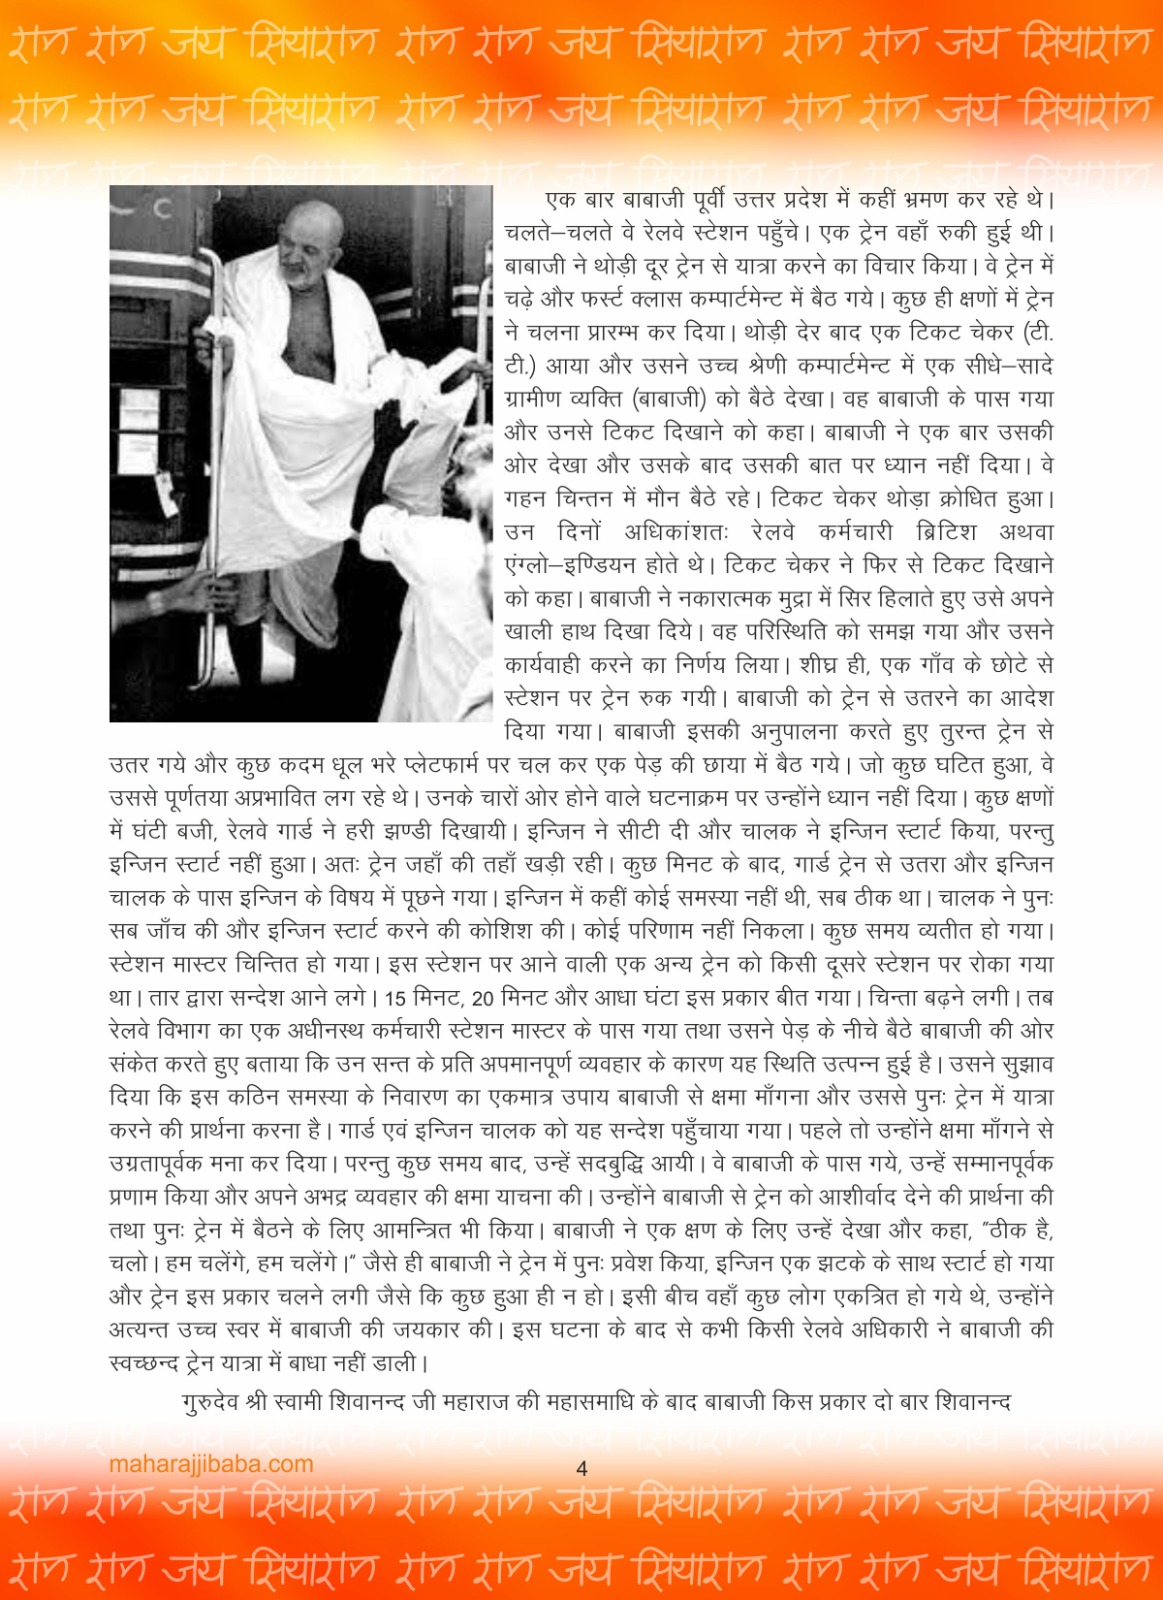 राम राम जय सियाराम राम राम जय सियाराम राम राम जय सियाराम
राम राम जय सियाराम राम राम जय सियाराम राम राम जय सियाराम
एक बार बाबाजी पूर्वी उत्तर प्रदेश में कहीं भ्रमण कर रहे थे।
चलते–चलते वे रेलवे स्टेशन पहुँचे। एक ट्रेन वहाँ रुकी हुई थी।
बाबाजी ने थोड़ी दूर ट्रेन से यात्रा करने का विचार किया। वे ट्रेन में
चढ़े और फर्स्ट क्लास कम्पार्टमेन्ट में बैठ गये। कुछ ही क्षणों में ट्रेन
ने चलना प्रारम्भ कर दिया। थोड़ी देर बाद एक टिकट चेकर (टी.
टी.) आया और उसने उच्च श्रेणी कम्पार्टमेन्ट में एक सीधे–सादे
ग्रामीण व्यक्ति (बाबाजी) को बैठे देखा। वह बाबाजी के पास गया
और उनसे टिकट दिखाने को कहा। बाबाजी ने एक बार उसकी
ओर देखा और उसके बाद उसकी बात पर ध्यान नहीं दिया। वे
गहन चिन्तन में मौन बैठे रहे। टिकट चेकर थोड़ा क्रोधित हुआ।
उन दिनों अधिकांशतः रेलवे कर्मचारी ब्रिटिश अथवा
एंग्लो–इण्डियन होते थे। टिकट चेकर ने फिर से टिकट दिखाने
को कहा। बाबाजी ने नकारात्मक मुद्रा में सिर हिलाते हुए उसे अपने
खाली हाथ दिखा दिये। वह परिस्थिति को समझ गया और उसने
कार्यवाही करने का निर्णय लिया। शीघ्र ही, एक गाँव के छोटे से
स्टेशन पर ट्रेन रुक गयी। बाबाजी को ट्रेन से उतरने का आदेश
दिया गया। बाबाजी इसकी अनुपालना करते हुए तुरन्त ट्रेन से
उतर गये और कुछ कदम धूल भरे प्लेटफार्म पर चल कर एक पेड़ की छाया में बैठ गये। जो कुछ घटित हुआ, वे
उससे पूर्णतया अप्रभावित लग रहे थे। उनके चारों ओर होने वाले घटनाक्रम पर उन्होंने ध्यान नहीं दिया। कुछ क्षणों
में घंटी बजी, रेलवे गार्ड ने हरी झण्डी दिखायी। इन्जिन ने सीटी दी और चालक ने इन्जिन स्टार्ट किया, परन्तु
इन्जिन स्टार्ट नहीं हुआ। अतः ट्रेन जहाँ की तहाँ खड़ी रही। कुछ मिनट के बाद, गार्ड ट्रेन से उतरा और इन्जिन
चालक के पास इन्जिन के विषय में पूछने गया। इन्जिन में कहीं कोई समस्या नहीं थी, सब ठीक था। चालक ने पुनः
सब जाँच की और इन्जिन स्टार्ट करने की कोशिश की। कोई परिणाम नहीं निकला। कुछ समय व्यतीत हो गया।
स्टेशन मास्टर चिन्तित हो गया। इस स्टेशन पर आने वाली एक अन्य ट्रेन को किसी दूसरे स्टेशन पर रोका गया
था। तार द्वारा सन्देश आने लगे। 15 मिनट, 20 मिनट और आधा घंटा इस प्रकार बीत गया। चिन्ता बढ़ने लगी। तब
रेलवे विभाग का एक अधीनस्थ कर्मचारी स्टेशन मास्टर के पास गया तथा उसने पेड़ के नीचे बैठे बाबाजी की ओर
संकेत करते हुए बताया कि उन सन्त के प्रति अपमानपूर्ण व्यवहार के कारण यह स्थिति उत्पन्न हुई है। उसने सुझाव
दिया कि इस कठिन समस्या के निवारण का एकमात्र उपाय बाबाजी से क्षमा माँगना और उससे पुनः ट्रेन में यात्रा
करने की प्रार्थना करना है। गार्ड एवं इन्जिन चालक को यह सन्देश पहुँचाया गया। पहले तो उन्होंने क्षमा माँगने से
उग्रतापूर्वक मना कर दिया। परन्तु कुछ समय बाद, उन्हें सदबुद्धि आयी। वे बाबाजी के पास गये, उन्हें सम्मानपूर्वक
प्रणाम किया और अपने अभद्र व्यवहार की क्षमा याचना की। उन्होंने बाबाजी से ट्रेन को आशीर्वाद देने की प्रार्थना की
तथा पुनः ट्रेन में बैठने के लिए आमन्त्रित भी किया। बाबाजी ने एक क्षण के लिए उन्हें देखा और कहा, "ठीक है,
चलो। हम चलेंगे, हम चलेंगे।" जैसे ही बाबाजी ने ट्रेन में पुनः प्रवेश किया, इन्जिन एक झटके के साथ स्टार्ट हो गया
और ट्रेन इस प्रकार चलने लगी जैसे कि कुछ हुआ ही न हो। इसी बीच वहाँ कुछ लोग एकत्रित हो गये थे, उन्होंने
अत्यन्त उच्च स्वर में बाबाजी की जयकार की। इस घटना के बाद से कभी किसी रेलवे अधिकारी ने बाबाजी की
स्वच्छन्द ट्रेन यात्रा में बाधा नहीं डाली।
गुरुदेव श्री स्वामी शिवानन्द जी महाराज की महासमाधि के बाद बाबाजी किस प्रकार दो बार शिवानन्द
maharajjibaba.com 4
राम राम जय सियाराम राम राम जय सियाराम राम राम जय सियाराम
राम राम जय सियाराम राम राम जय सियाराम राम राम जय सियाराम